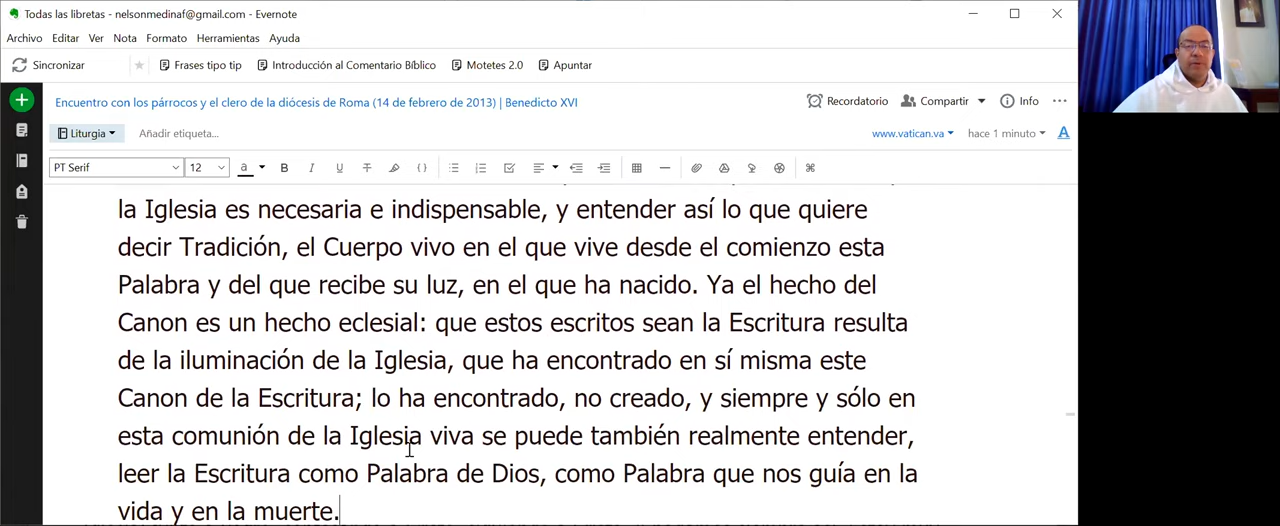 Todas las libretas - nelsonmedinaf@gmail.com - Evernote
Archivo Editar Ver Nota Formato Herramientas Ayuda
Sincronizar Frases tipo tip Introducción al Comentario Bíblico Motetes 2.0 Apuntar
Encuentro con los párrocos y el clero de la diócesis de Roma (14 de febrero de 2013) | Benedicto XVI Recordatorio Compartir Info
Liturgia Añadir etiqueta... www.vatican.va hace 1 minuto A
PT Serif 12 a B I U T
la Iglesia es necesaria e indispensable, y entender así lo que quiere
decir Tradición, el Cuerpo vivo en el que vive desde el comienzo esta
Palabra y del que recibe su luz, en el que ha nacido. Ya el hecho del
Canon es un hecho eclesial: que estos escritos sean la Escritura resulta
de la iluminación de la Iglesia, que ha encontrado en sí misma este
Canon de la Escritura; lo ha encontrado, no creado, y siempre y sólo en
esta comunión de la Iglesia viva se puede también realmente entender,
leer la Escritura como Palabra de Dios, como Palabra que nos guía en la
vida y en la muerte.